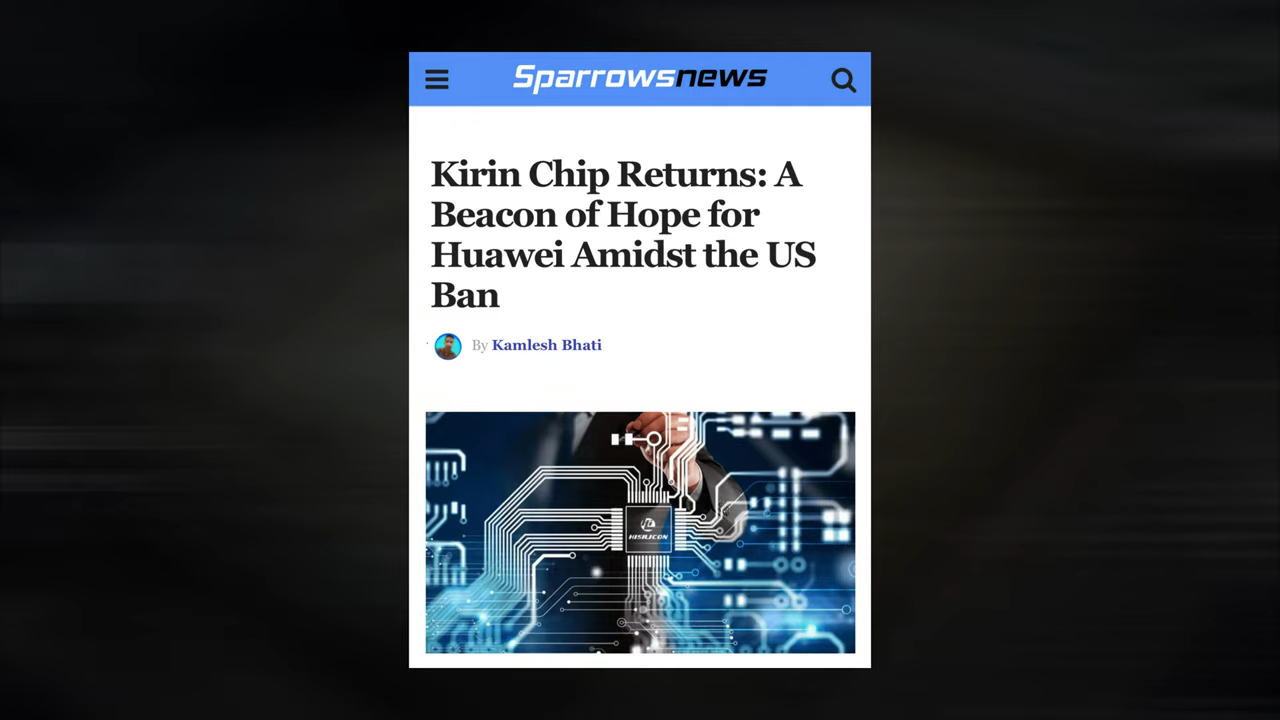 Sparrowsnews
Kirin Chip Returns: A
Beacon of Hope for
Huawei Amidst the US
Ban
By Kamlesh Bhati
HISILICON